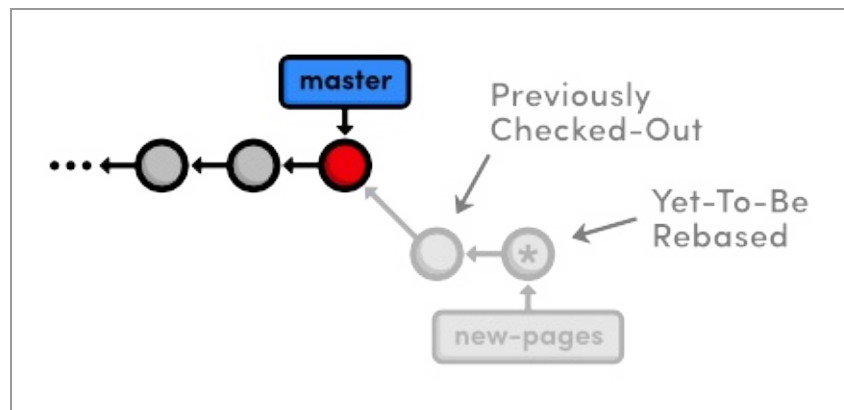 master
Previously
Checked-Out
Yet-To-Be
Rebased
*
new-pages